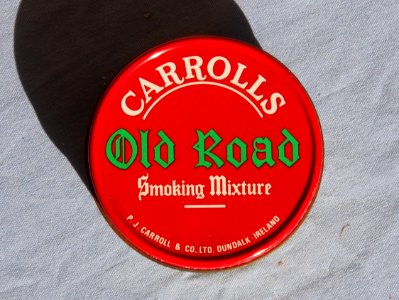 CARROLLS
Old Road
Smoking Mixture
P. J. CARROLL & CO. LTD. DUNDALK, IRELAND